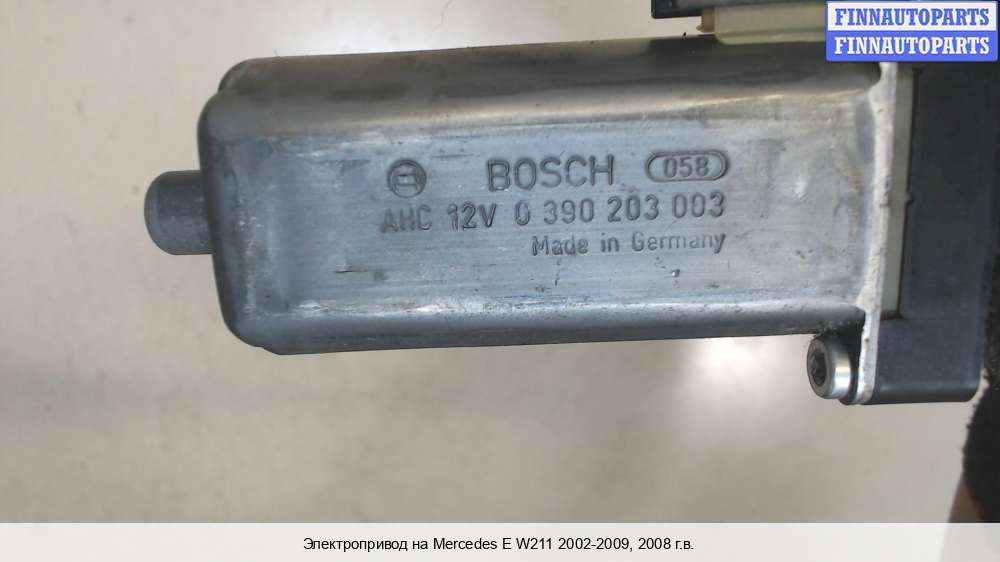 FINNAUTOPARTS
FINNAUTOPARTS
BOSCH 058
AHC 12V 0 390 203 003
Made in Germany
Электропривод на Mercedes E W211 2002-2009, 2008 г.в.